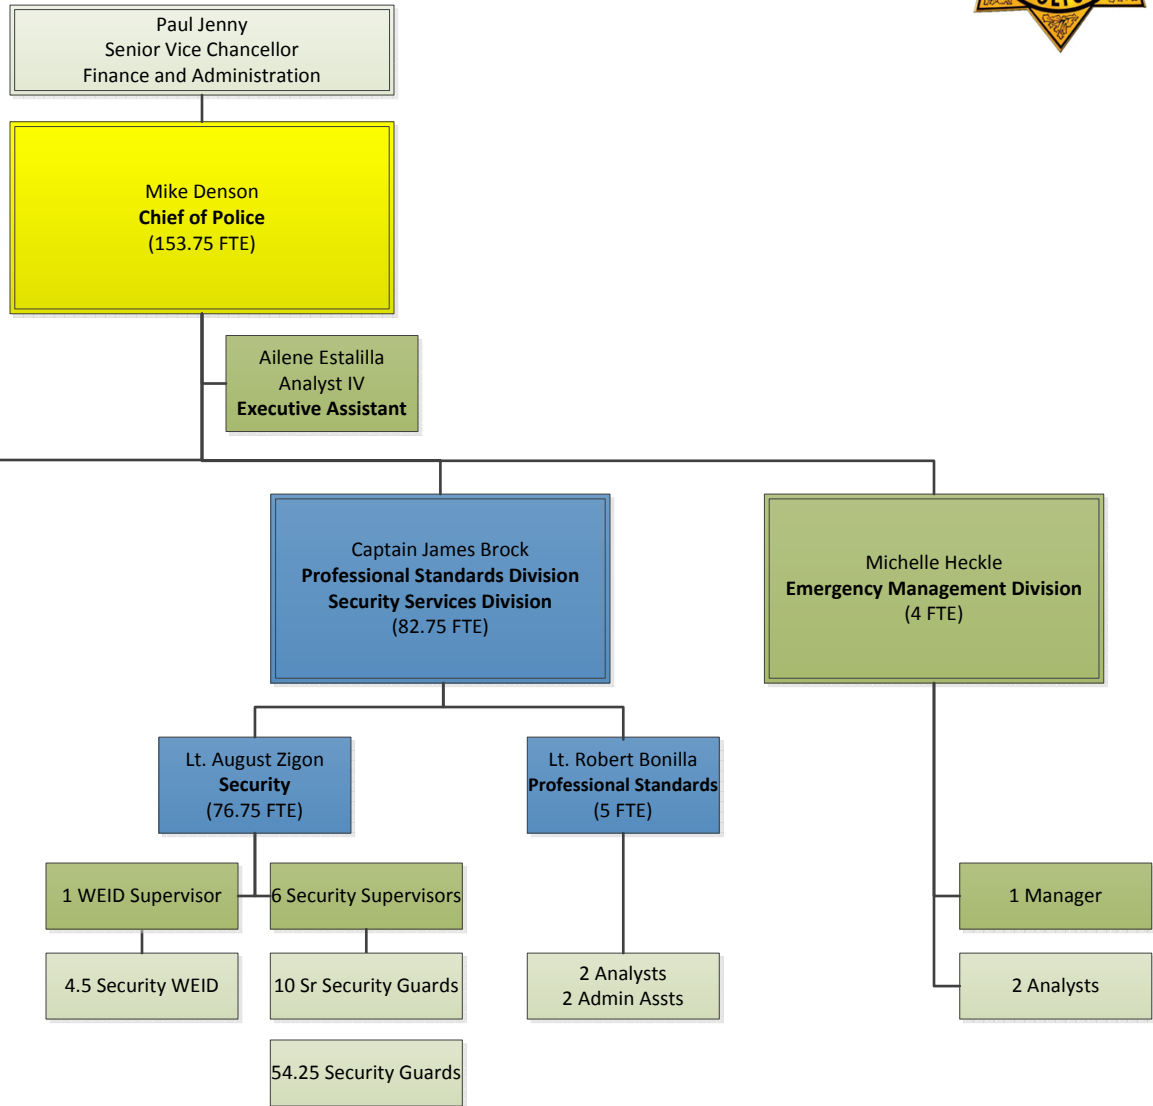 Paul Jenny
Senior Vice Chancellor
Finance and Administration
Mike Denson
Chief of Police
(153.75 FTE)
Ailene Estalilla
Analyst IV
Executive Assistant
Captain James Brock
Professional Standards Division
Security Services Division
(82.75 FTE)
Michelle Heckle
Emergency Management Division
(4 FTE)
Lt. August Zigon
Security
(76.75 FTE)
Lt. Robert Bonilla
Professional Standards
(5 FTE)
1 WEID Supervisor
6 Security Supervisors
1 Manager
4.5 Security WEID
10 Sr Security Guards
2 Analysts
2 Admin Assts
2 Analysts
54.25 Security Guards